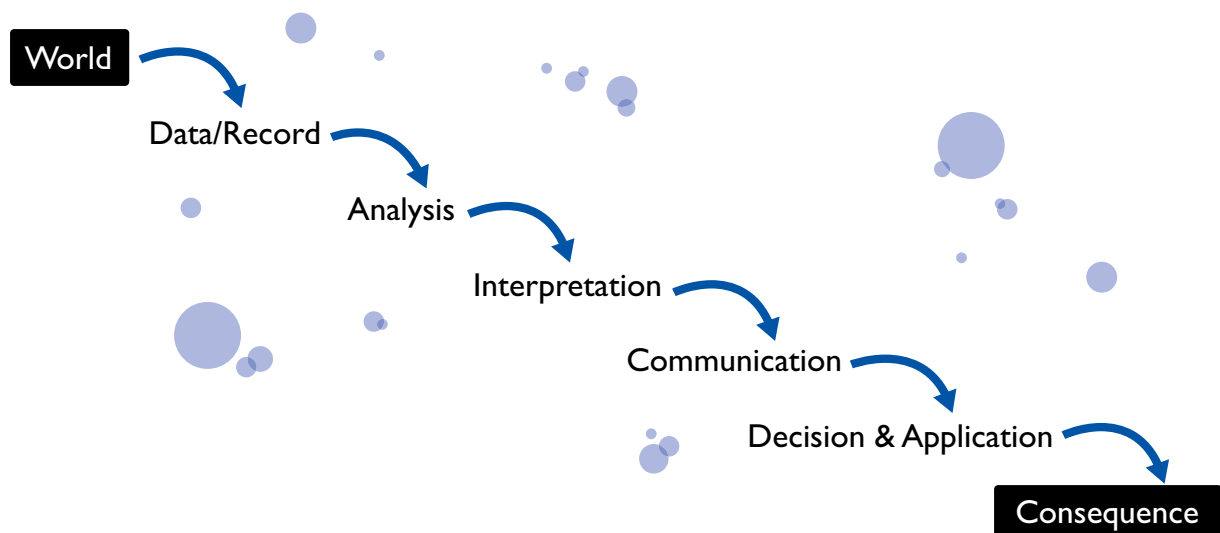 World
Data/Record
Analysis
Interpretation
Communication
Decision & Application
Consequence